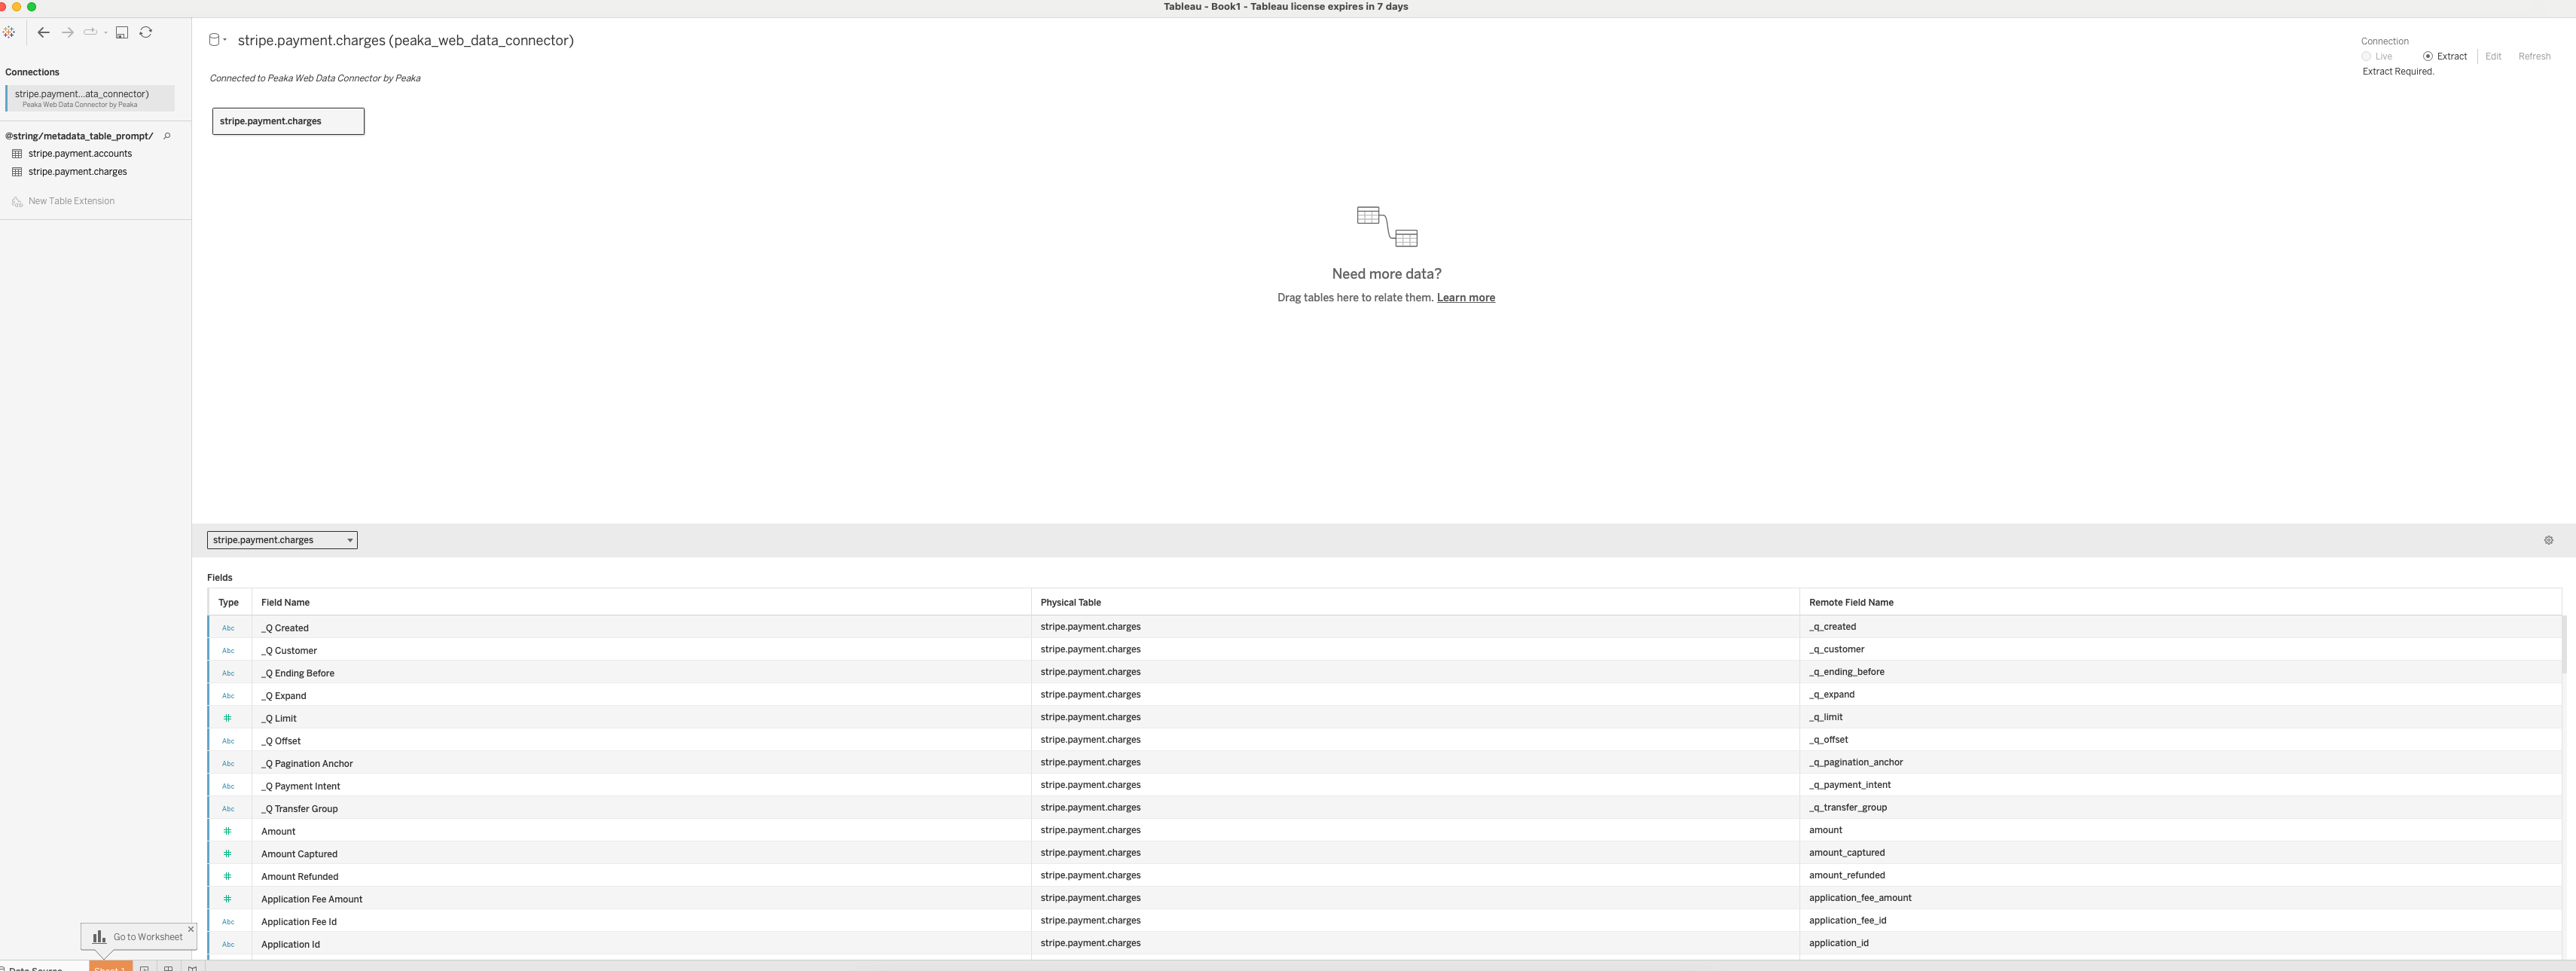 Tableau - Book1 - Tableau license expires in 7 days
stripe.payment.charges (peaka_web_data_connector)
Connection
Live
Extract
Edit
Refresh
Extract Required.
Connections
stripe.payment...ata_connector)
Peaka Web Data Connector by Peaka
Connected to Peaka Web Data Connector by Peaka
@string/metadata_table_prompt/
stripe.payment.accounts
stripe.payment.charges
New Table Extension
stripe.payment.charges
Need more data?
Drag tables here to relate them. Learn more
stripe.payment.charges
Fields
Type Field Name Physical Table Remote Field Name
Abc _Q Created stripe.payment.charges _q_created
Abc _Q Customer stripe.payment.charges _q_customer
Abc _Q Ending Before stripe.payment.charges _q_ending_before
Abc _Q Expand stripe.payment.charges _q_expand
# _Q Limit stripe.payment.charges _q_limit
Abc _Q Offset stripe.payment.charges _q_offset
Abc _Q Pagination Anchor stripe.payment.charges _q_pagination_anchor
Abc _Q Payment Intent stripe.payment.charges _q_payment_intent
Abc _Q Transfer Group stripe.payment.charges _q_transfer_group
# Amount stripe.payment.charges amount
# Amount Captured stripe.payment.charges amount_captured
# Amount Refunded stripe.payment.charges amount_refunded
# Application Fee Amount stripe.payment.charges application_fee_amount
Abc Application Fee Id stripe.payment.charges application_fee_id
Abc Application Id stripe.payment.charges application_id
Go to Worksheet
Data Source
Sheet 1